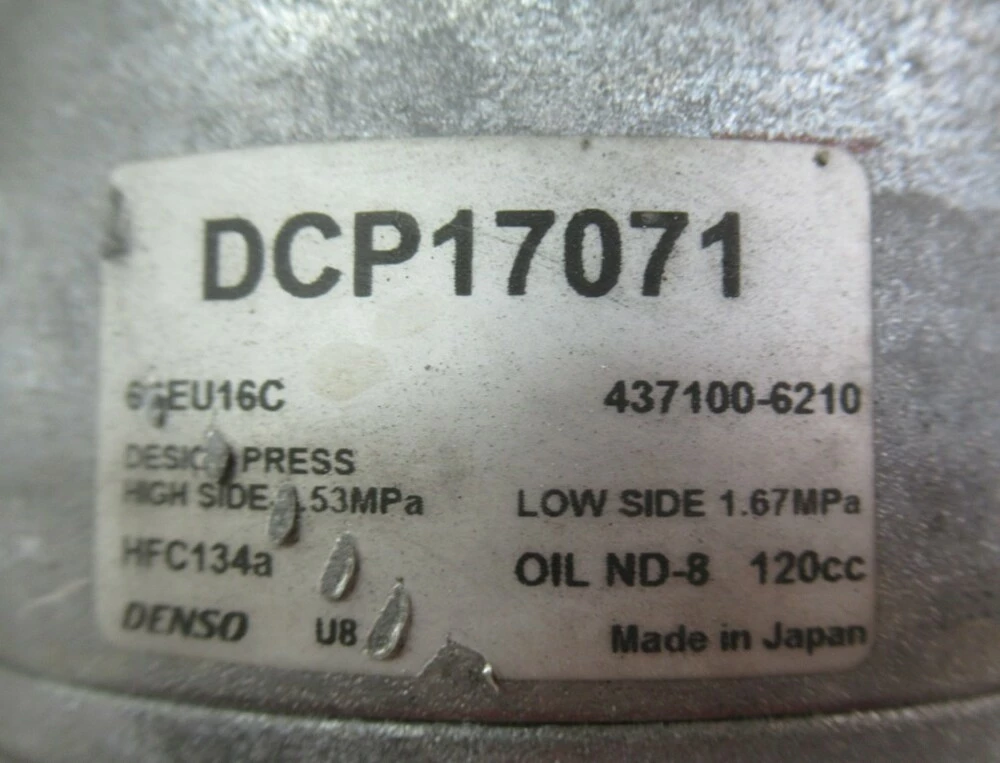 DCP17071
437100-6210
PRESS
HIGH SIDE LOW SIDE 1.67MPa
HFC134a OIL ND-8 120cc
DENSO U8 Made in Japan